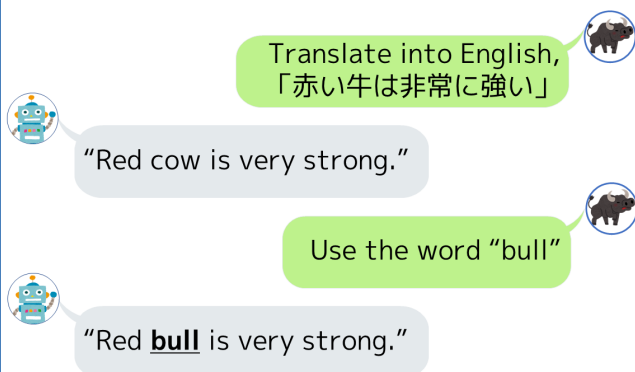 Translate into English,
「赤い牛は非常に強い」
“Red cow is very strong.”
Use the word “bull”
“Red bull is very strong.”